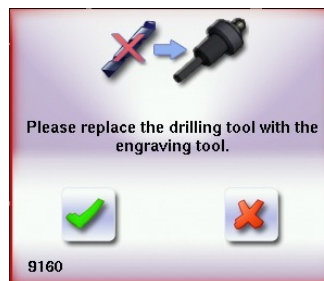 Please replace the drilling tool with the
engraving tool.
9160